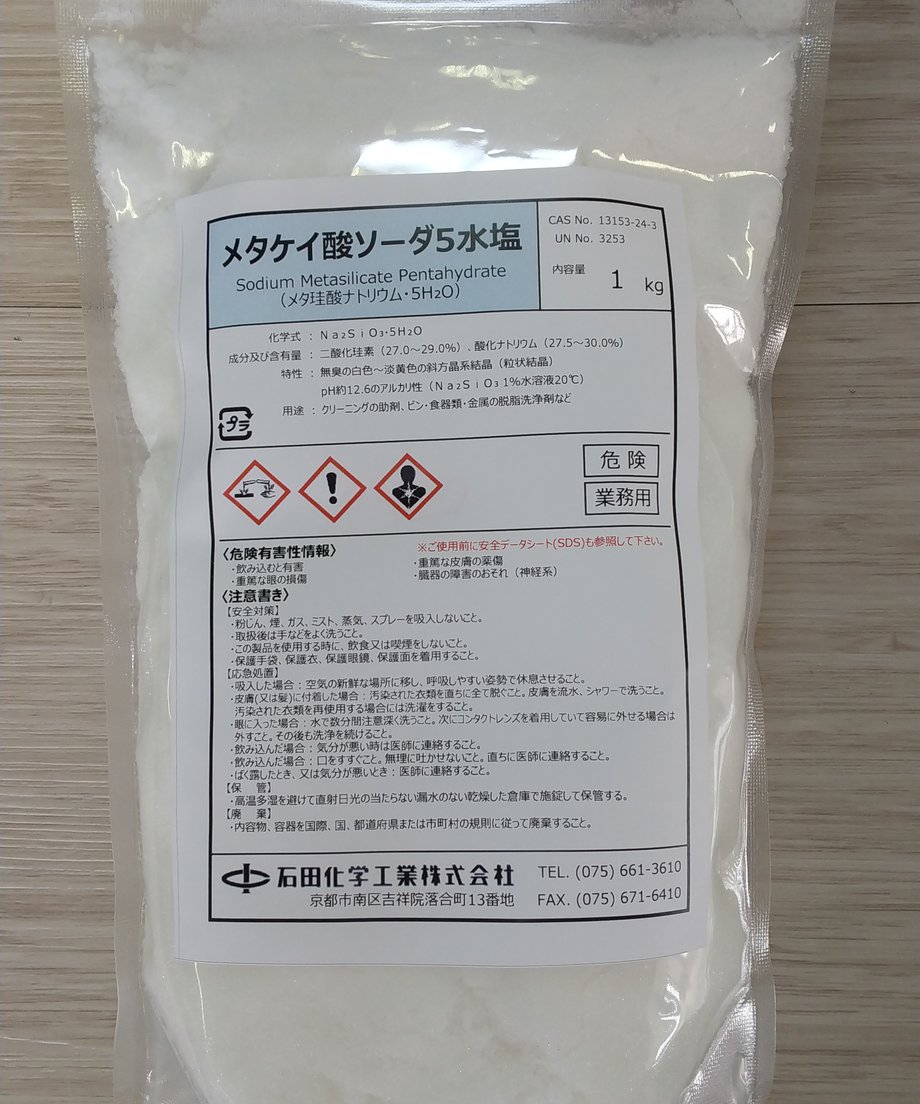 メタケイ酸ソーダ5水塩
Sodium Metasilicate Pentahydrate
(メタ珪酸ナトリウム・5H₂O)
CAS No. 13153-24-3
UN No. 3253
内容量 1 kg
化学式 : Na₂SiO₃・5H₂O
成分及び含有量 : 二酸化珪素(27.0～29.0%)、酸化ナトリウム(27.5～30.0%)
特性 : 無臭の白色～淡黄色の斜方晶系結晶(粒状結晶)
pH約12.6のアルカリ性(Na₂SiO₃ 1%水溶液20℃)
用途 : クリーニングの助剤、ビン・食器類・金属の脱脂洗浄剤など
プラ
危険
業務用
〈危険有害性情報〉
※ご使用前に安全データシート(SDS)も参照して下さい。
・飲み込むと有害
・重篤な皮膚の薬傷
・重篤な眼の損傷
・臓器の障害のおそれ(神経系)
〈注意書き〉
【安全対策】
・粉じん、煙、ガス、ミスト、蒸気、スプレーを吸入しないこと。
・取扱後は手などをよく洗うこと。
・この製品を使用する時に、飲食又は喫煙をしないこと。
・保護手袋、保護衣、保護眼鏡、保護面を着用すること。
【応急処置】
・吸入した場合：空気の新鮮な場所に移し、呼吸しやすい姿勢で休息させること。
・皮膚(又は髪)に付着した場合：汚染された衣類を直ちに全て脱ぐこと。皮膚を流水、シャワーで洗うこと。
汚染された衣類を再使用する場合には洗濯をすること。
・眼に入った場合：水で数分間注意深く洗うこと。次にコンタクトレンズを着用していて容易に外せる場合は
外すこと。その後も洗浄を続けること。
・飲み込んだ場合：気分が悪い時は医師に連絡すること。
・飲み込んだ場合：口をすすぐこと。無理に吐かせないこと。直ちに医師に連絡すること。
・ばく露したとき、又は気分が悪いとき：医師に連絡すること。
【保　管】
・高温多湿を避けて直射日光の当たらない漏水のない乾燥した倉庫で施錠して保管する。
【廃　棄】
・内容物、容器を国際、国、都道府県または市町村の規則に従って廃棄すること。
石田化学工業株式会社
京都市南区吉祥院落合町13番地
TEL. (075) 661-3610
FAX. (075) 671-6410